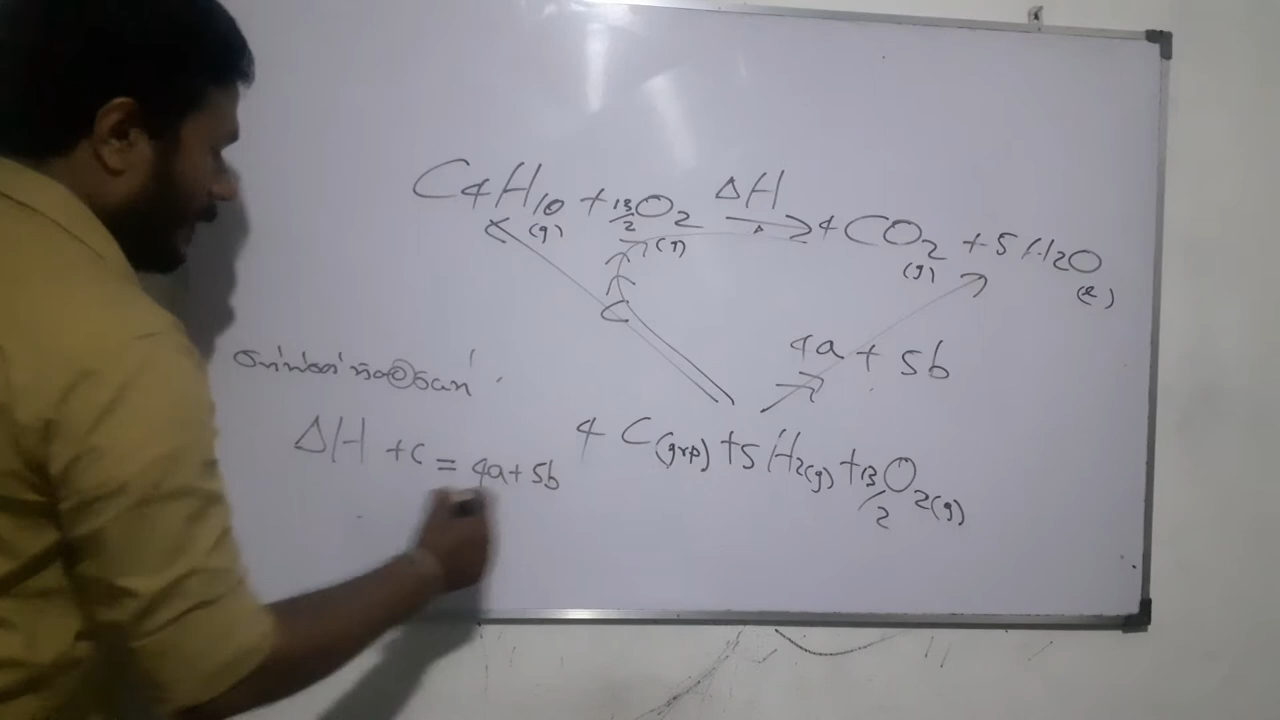 C4H10(g) + 13/2 O2(g) ΔH → 4CO2(g) + 5H2O(l)
c
4a + 5b
4C(grp) + 5H2(g) + 13/2 O2(g)
ΔH + c = 4a + 5b